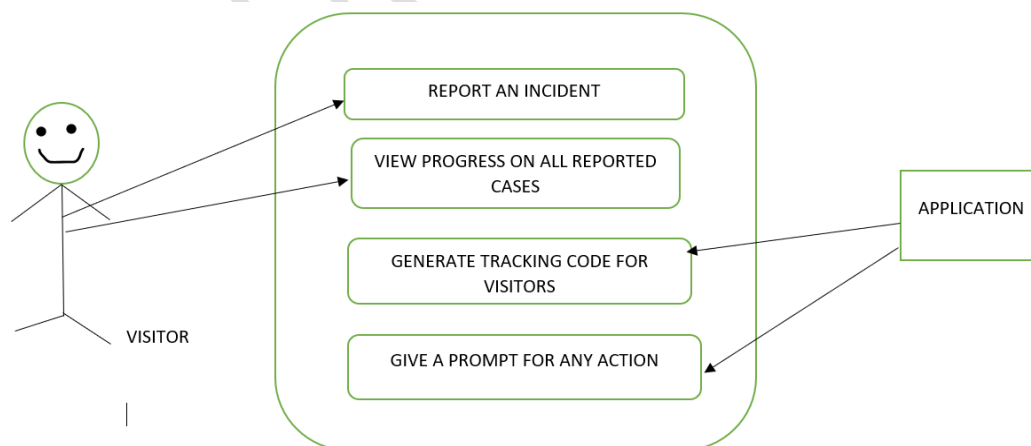 REPORT AN INCIDENT
VIEW PROGRESS ON ALL REPORTED
CASES
APPLICATION
GENERATE TRACKING CODE FOR
VISITORS
VISITOR
GIVE A PROMPT FOR ANY ACTION